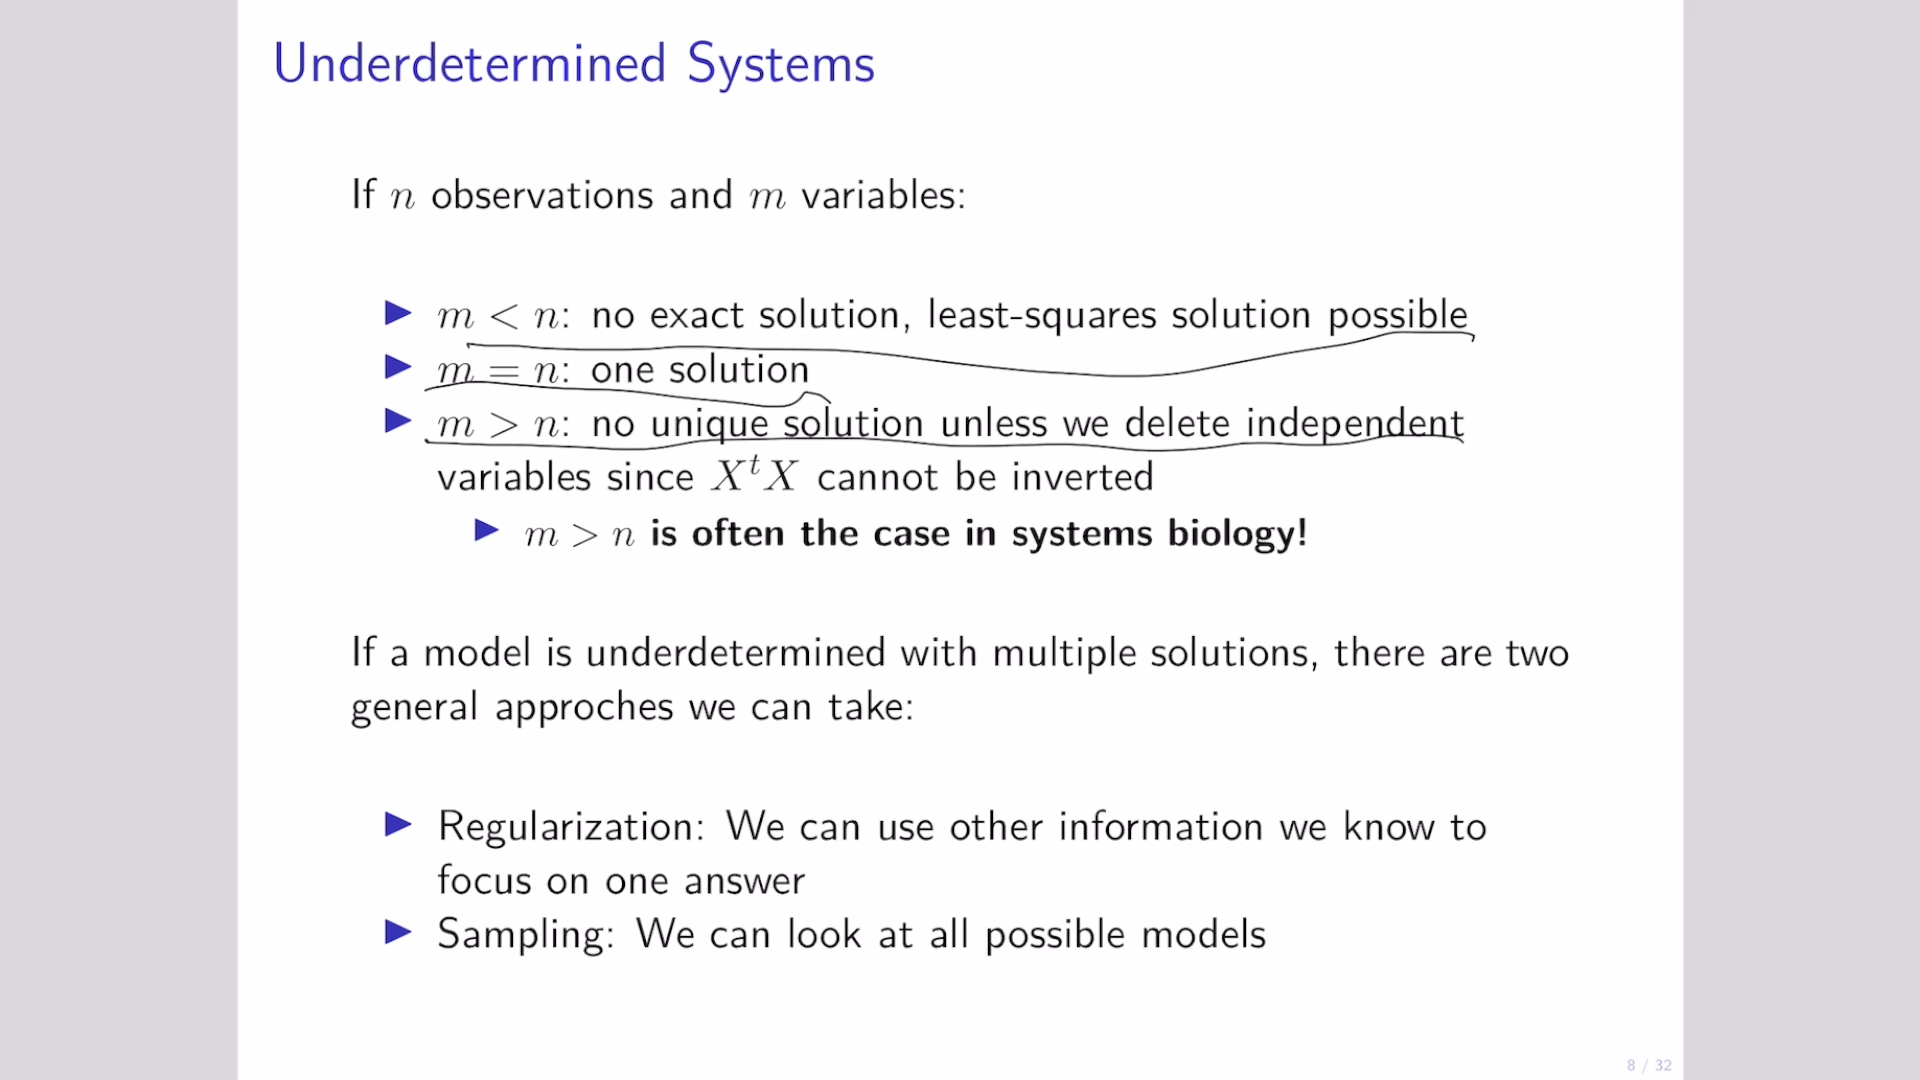 Underdetermined Systems
If n observations and m variables:
▶ m < n: no exact solution, least-squares solution possible
▶ m = n: one solution
▶ m > n: no unique solution unless we delete independent
variables since XᵗX cannot be inverted
▶ m > n is often the case in systems biology!
If a model is underdetermined with multiple solutions, there are two
general approches we can take:
▶ Regularization: We can use other information we know to
focus on one answer
▶ Sampling: We can look at all possible models
8 / 32